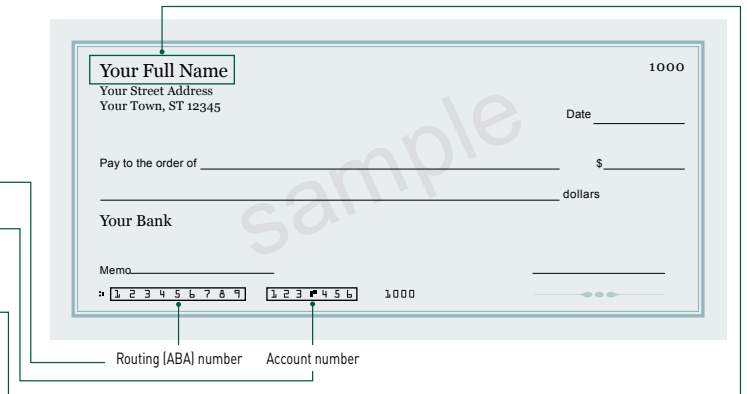 Your Full Name
1000
Your Street Address
Your Town, ST 12345
Date
sample
Pay to the order of
$
dollars
Your Bank
Memo
⑆ 123456789 123⑈456 1000
Routing (ABA) number Account number